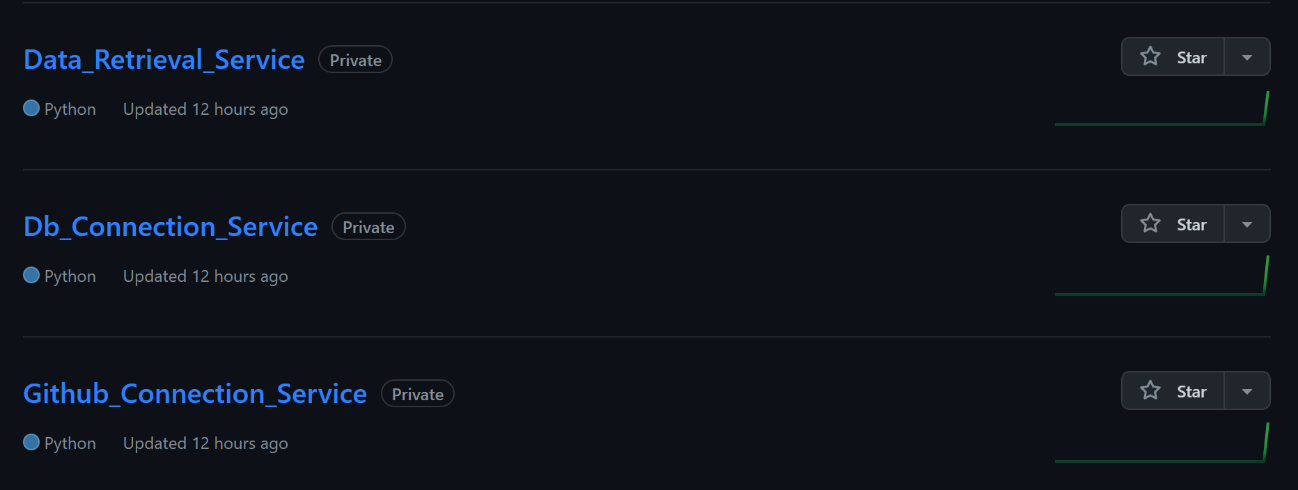 Data_Retrieval_Service Private Star
Python Updated 12 hours ago
Db_Connection_Service Private Star
Python Updated 12 hours ago
Github_Connection_Service Private Star
Python Updated 12 hours ago